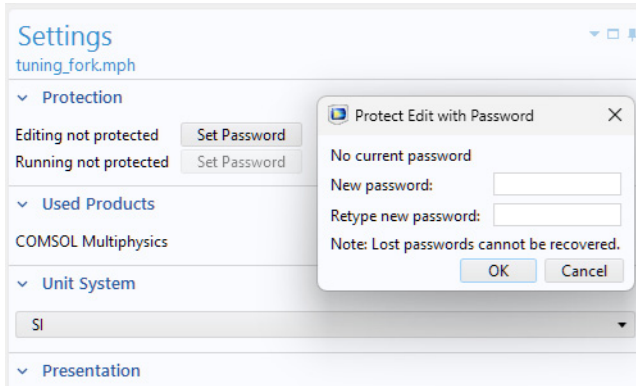 Settings
tuning_fork.mph
Protection
Editing not protected Set Password
Running not protected Set Password
Used Products
COMSOL Multiphysics
Unit System
SI
Presentation
Protect Edit with Password
No current password
New password:
Retype new password:
Note: Lost passwords cannot be recovered.
OK Cancel